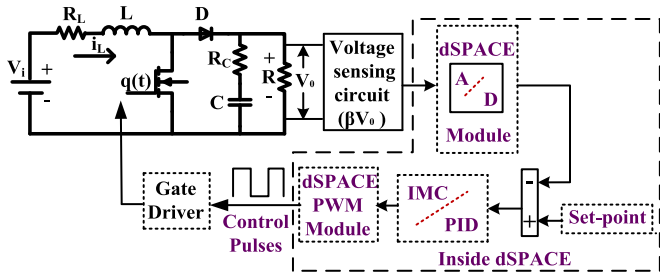 R_L
L
D
i_L
V_i
+
-
q(t)
R_C
C
+
R
-
V_0
Voltage
sensing
circuit
(βV_0)
dSPACE
A
D
Module
-
+
Set-point
IMC
PID
dSPACE
PWM
Module
Control
Pulses
Gate
Driver
Inside dSPACE